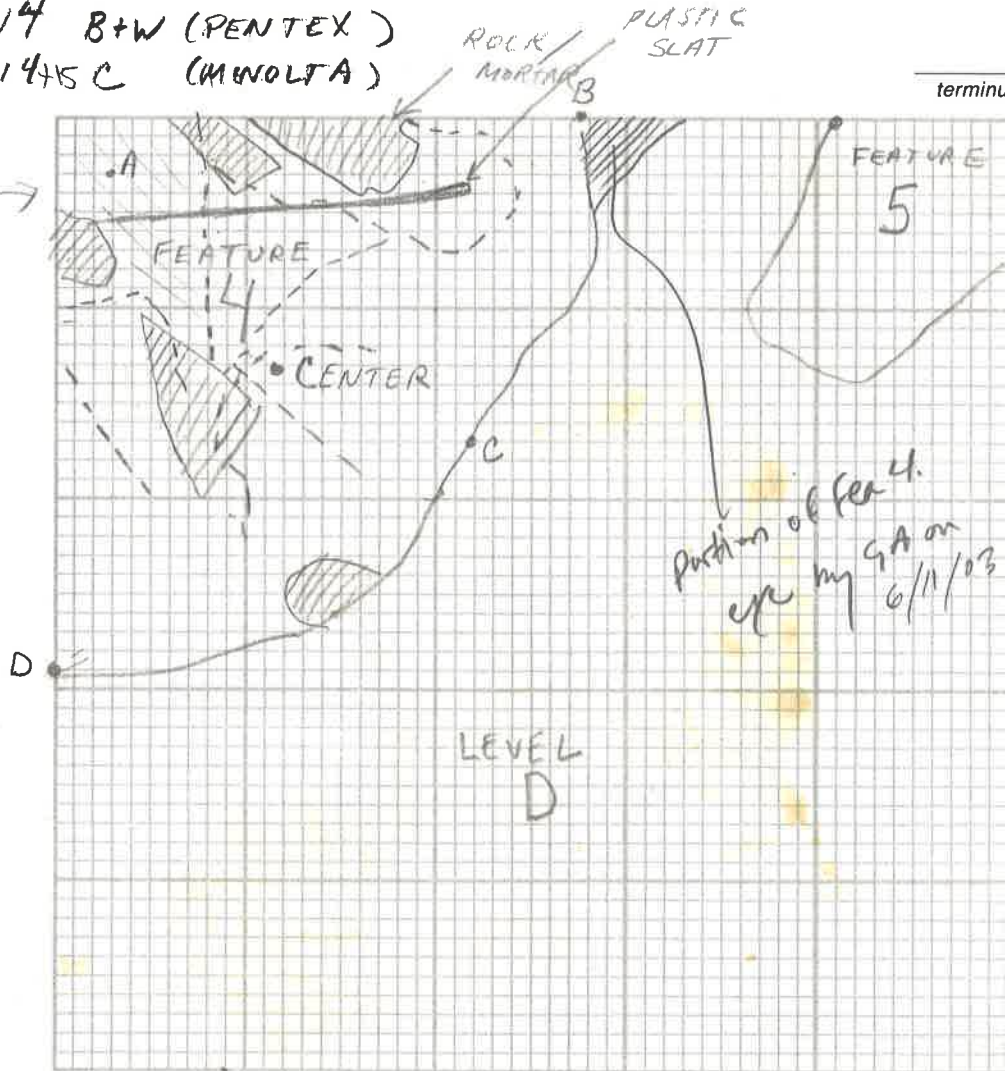 14 B+W (PENTEX)
14+15 C (MINOLTA)
ROCK
MORTAR
PLASTIC
SLAT
terminu
B
A
FEATURE
5
FEATURE
4
CENTER
C
Portion of Fea 4.
by GA on
6/11/03
D
LEVEL
D